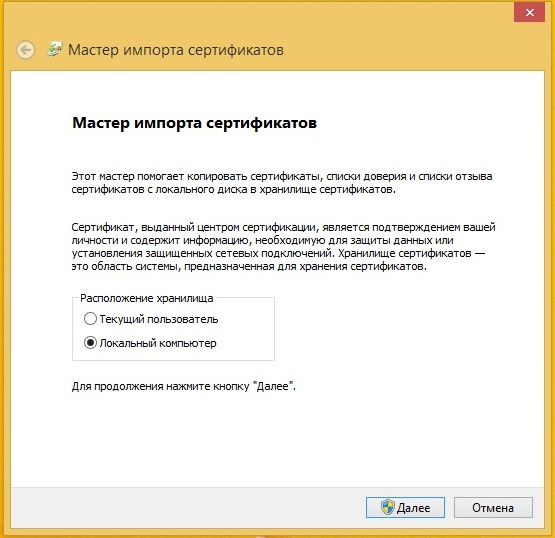 Мастер импорта сертификатов
Мастер импорта сертификатов
Этот мастер помогает копировать сертификаты, списки доверия и списки отзыва
сертификатов с локального диска в хранилище сертификатов.
Сертификат, выданный центром сертификации, является подтверждением вашей
личности и содержит информацию, необходимую для защиты данных или
установления защищенных сетевых подключений. Хранилище сертификатов —
это область системы, предназначенная для хранения сертификатов.
Расположение хранилища
Текущий пользователь
Локальный компьютер
Для продолжения нажмите кнопку "Далее".
Далее
Отмена